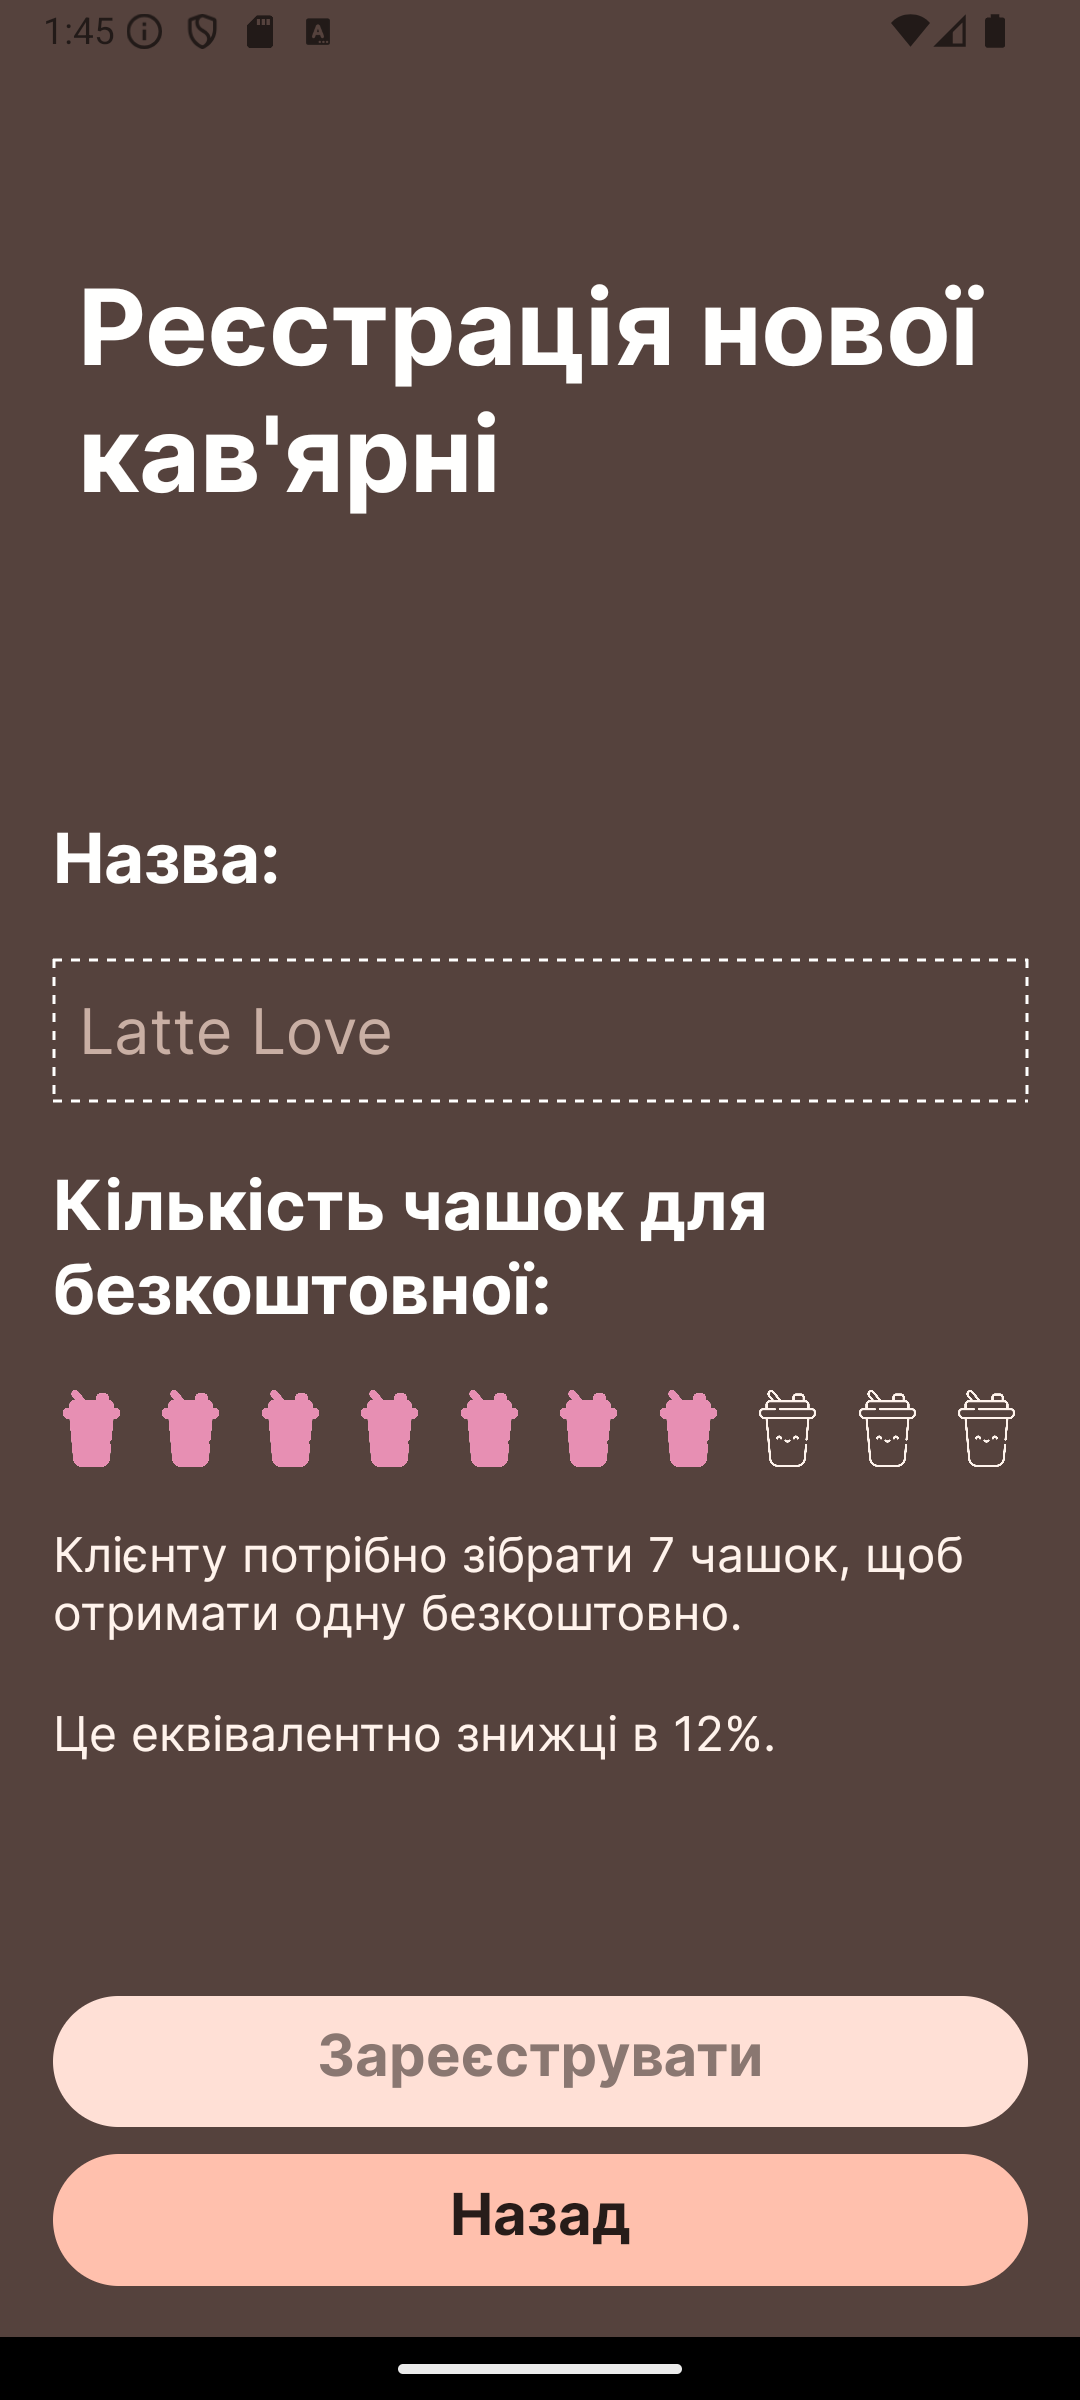 1:45
Реєстрація нової
кав'ярні
Назва:
Latte Love
Кількість чашок для
безкоштовної:
Клієнту потрібно зібрати 7 чашок, щоб
отримати одну безкоштовно.
Це еквівалентно знижці в 12%.
Зареєструвати
Назад